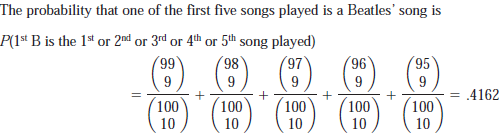 The probability that one of the first five songs played is a Beatles’ song is
P(1st B is the 1st or 2nd or 3rd or 4th or 5th song played)
= (99 9)/(100 10) + (98 9)/(100 10) + (97 9)/(100 10) + (96 9)/(100 10) + (95 9)/(100 10) = .4162